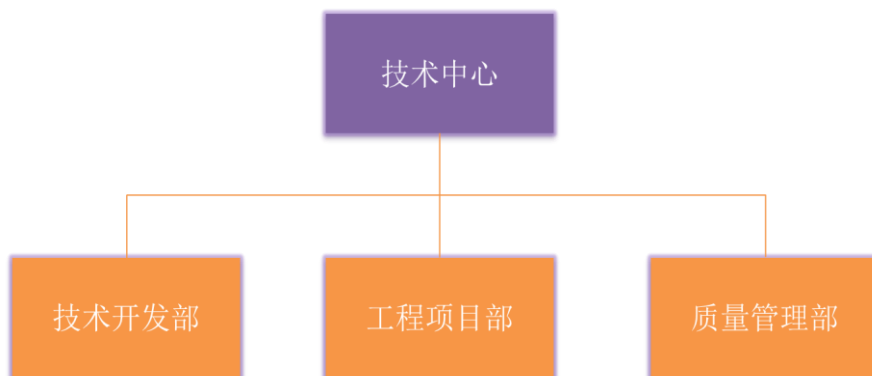 技术中心
技术开发部
工程项目部
质量管理部